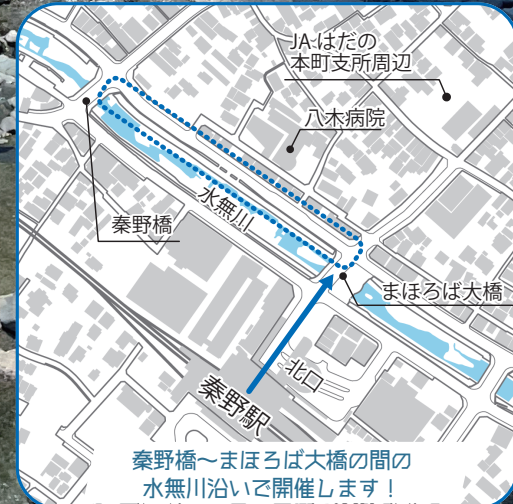 JAはだの
本町支所周辺
八木病院
水無川
秦野橋
まほろば大橋
北口
秦野駅
秦野橋〜まほろば大橋の間の
水無川沿いで開催します！